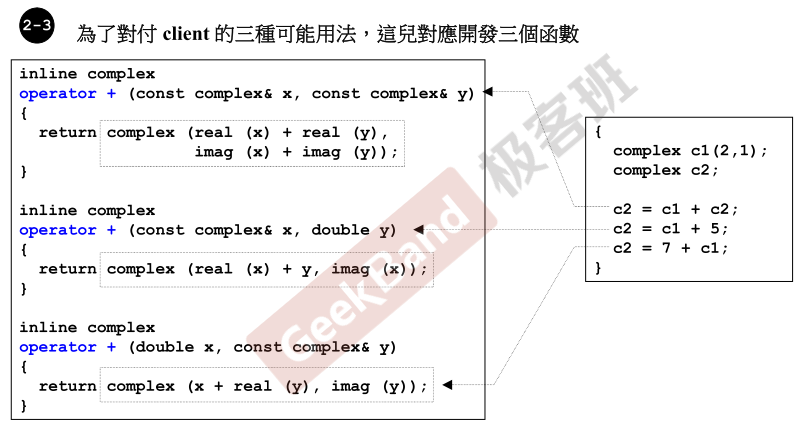 2-3
為了對付 client 的三種可能用法，這兒對應開發三個函數
inline complex
operator + (const complex& x, const complex& y)
{
  return complex (real (x) + real (y),
                  imag (x) + imag (y));
}
inline complex
operator + (const complex& x, double y)
{
  return complex (real (x) + y, imag (x));
}
inline complex
operator + (double x, const complex& y)
{
  return complex (x + real (y), imag (y));
}
{
  complex c1(2,1);
  complex c2;
  c2 = c1 + c2;
  c2 = c1 + 5;
  c2 = 7 + c1;
}
GeekBand 极客班